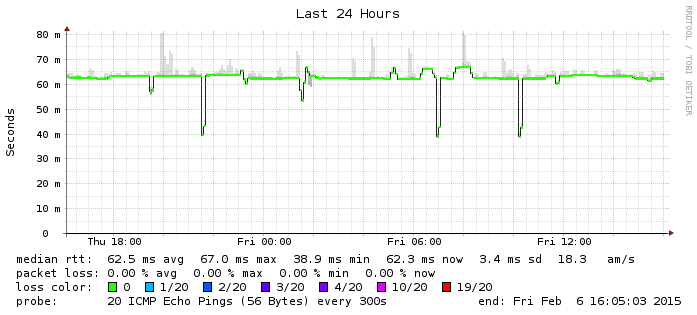 Last 24 Hours
RRDTOOL / TOBI OETIKER
Seconds
80 m
70 m
60 m
50 m
40 m
30 m
20 m
10 m
0
Thu 18:00 Fri 00:00 Fri 06:00 Fri 12:00
median rtt: 62.5 ms avg 67.0 ms max 38.9 ms min 62.3 ms now 3.4 ms sd 18.3 am/s
packet loss: 0.00 % avg 0.00 % max 0.00 % min 0.00 % now
loss color: 0 1/20 2/20 3/20 4/20 10/20 19/20
probe: 20 ICMP Echo Pings (56 Bytes) every 300s end: Fri Feb 6 16:05:03 2015